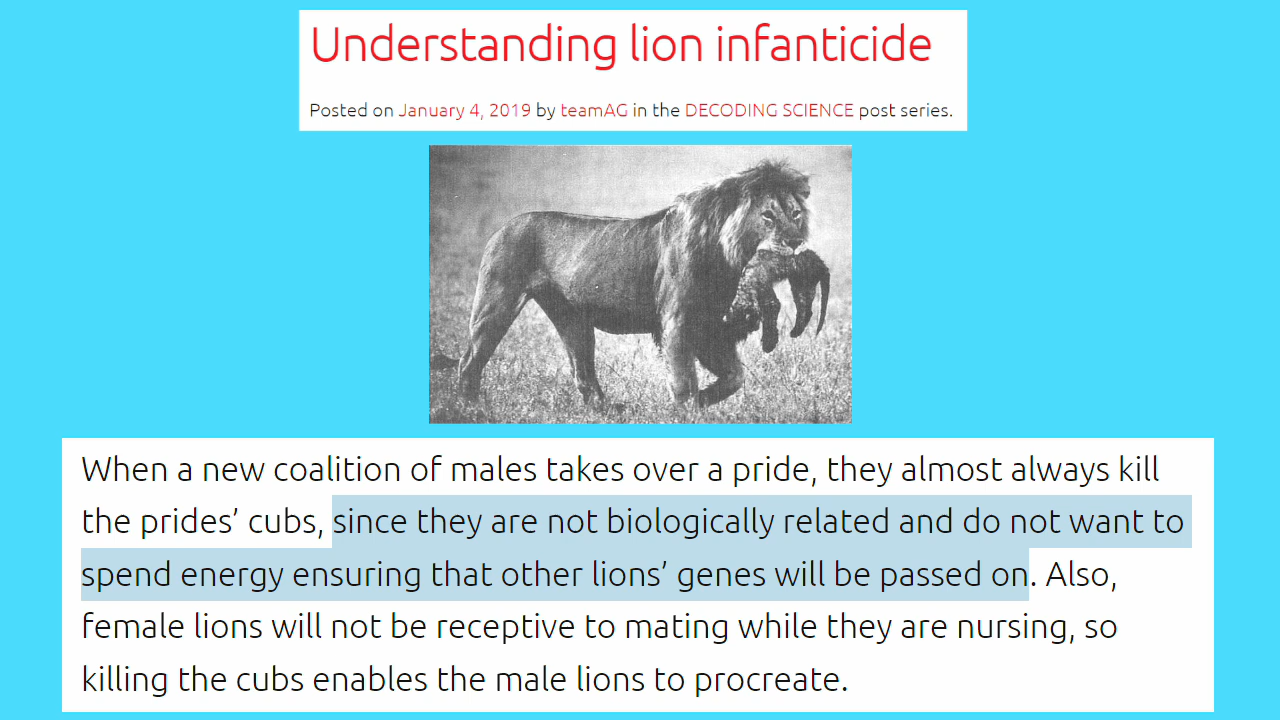 Understanding lion infanticide
Posted on January 4, 2019 by teamAG in the DECODING SCIENCE post series.
When a new coalition of males takes over a pride, they almost always kill
the prides’ cubs, since they are not biologically related and do not want to
spend energy ensuring that other lions’ genes will be passed on. Also,
female lions will not be receptive to mating while they are nursing, so
killing the cubs enables the male lions to procreate.